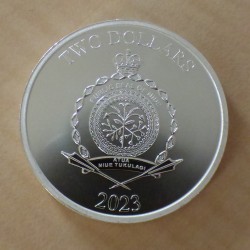 TWO DOLLARS
ATUA
NIUE TUKULAGI
2023